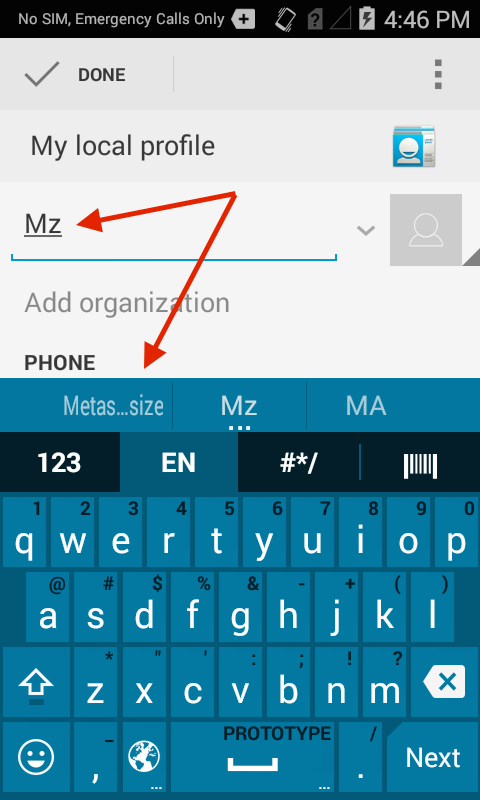 No SIM, Emergency Calls Only 4:46 PM
DONE
My local profile
Mz
Add organization
PHONE
Metas...size Mz MA
123 EN #*/
1 2 3 4 5 6 7 8 9 0
q w e r t y u i o p
@ # $ % & - + ( )
a s d f g h j k l
* " ' : ; ! ?
z x c v b n m
_ PROTOTYPE /
, ... ... . Next